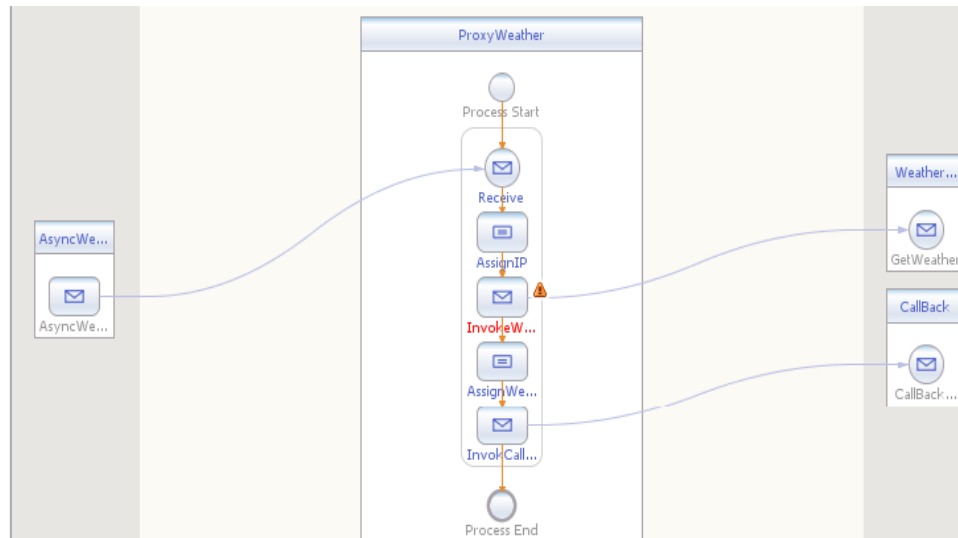 ProxyWeather
Process Start
Receive
AssignIP
InvokeW...
AssignWe...
InvokCall...
Process End
AsyncWe...
AsyncWe...
Weather...
GetWeather
CallBack
CallBack...